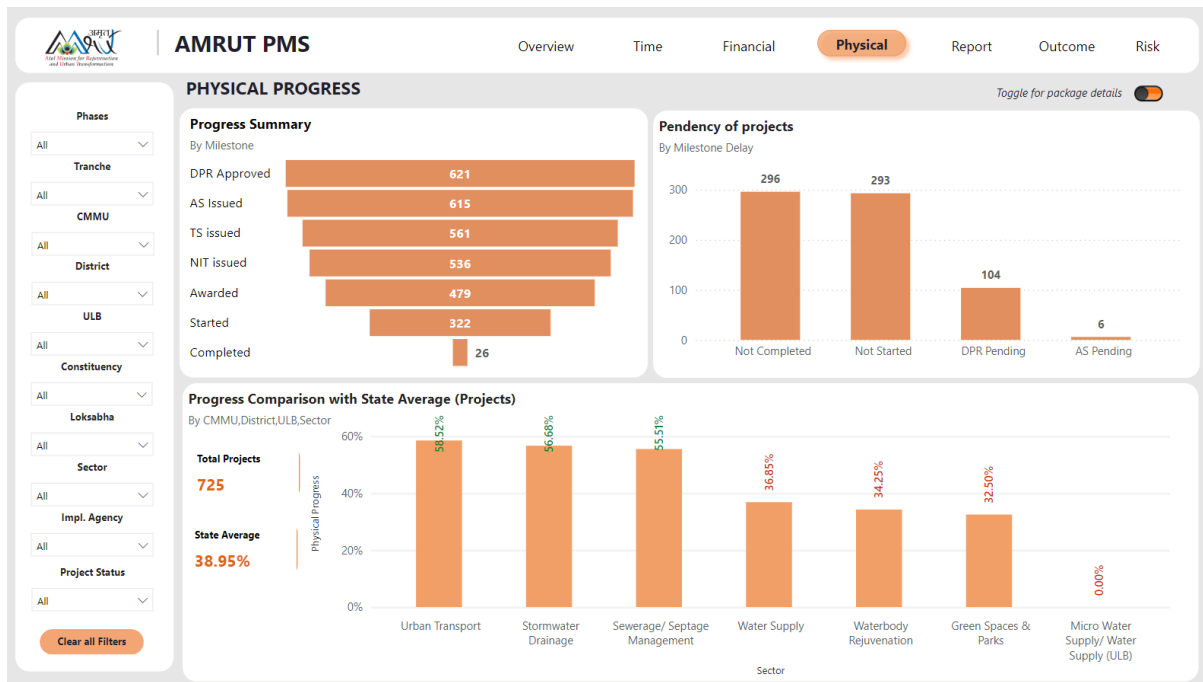 अमृत
Atal Mission for Rejuvenation
and Urban Transformation
AMRUT PMS
Overview
Time
Financial
Physical
Report
Outcome
Risk
PHYSICAL PROGRESS
Toggle for package details
Phases
All
Tranche
All
CMMU
All
District
All
ULB
All
Constituency
All
Loksabha
All
Sector
All
Impl. Agency
All
Project Status
All
Clear all Filters
Progress Summary
By Milestone
DPR Approved 621
AS Issued 615
TS issued 561
NIT issued 536
Awarded 479
Started 322
Completed 26
Pendency of projects
By Milestone Delay
300
200
100
0
296
293
104
6
Not Completed
Not Started
DPR Pending
AS Pending
Progress Comparison with State Average (Projects)
By CMMU,District,ULB,Sector
Total Projects
725
State Average
38.95%
Physical Progress
60%
40%
20%
0%
58.52%
56.68%
55.51%
36.85%
34.25%
32.50%
0.00%
Urban Transport
Stormwater
Drainage
Sewerage/ Septage
Management
Water Supply
Waterbody
Rejuvenation
Green Spaces &
Parks
Micro Water
Supply/ Water
Supply (ULB)
Sector